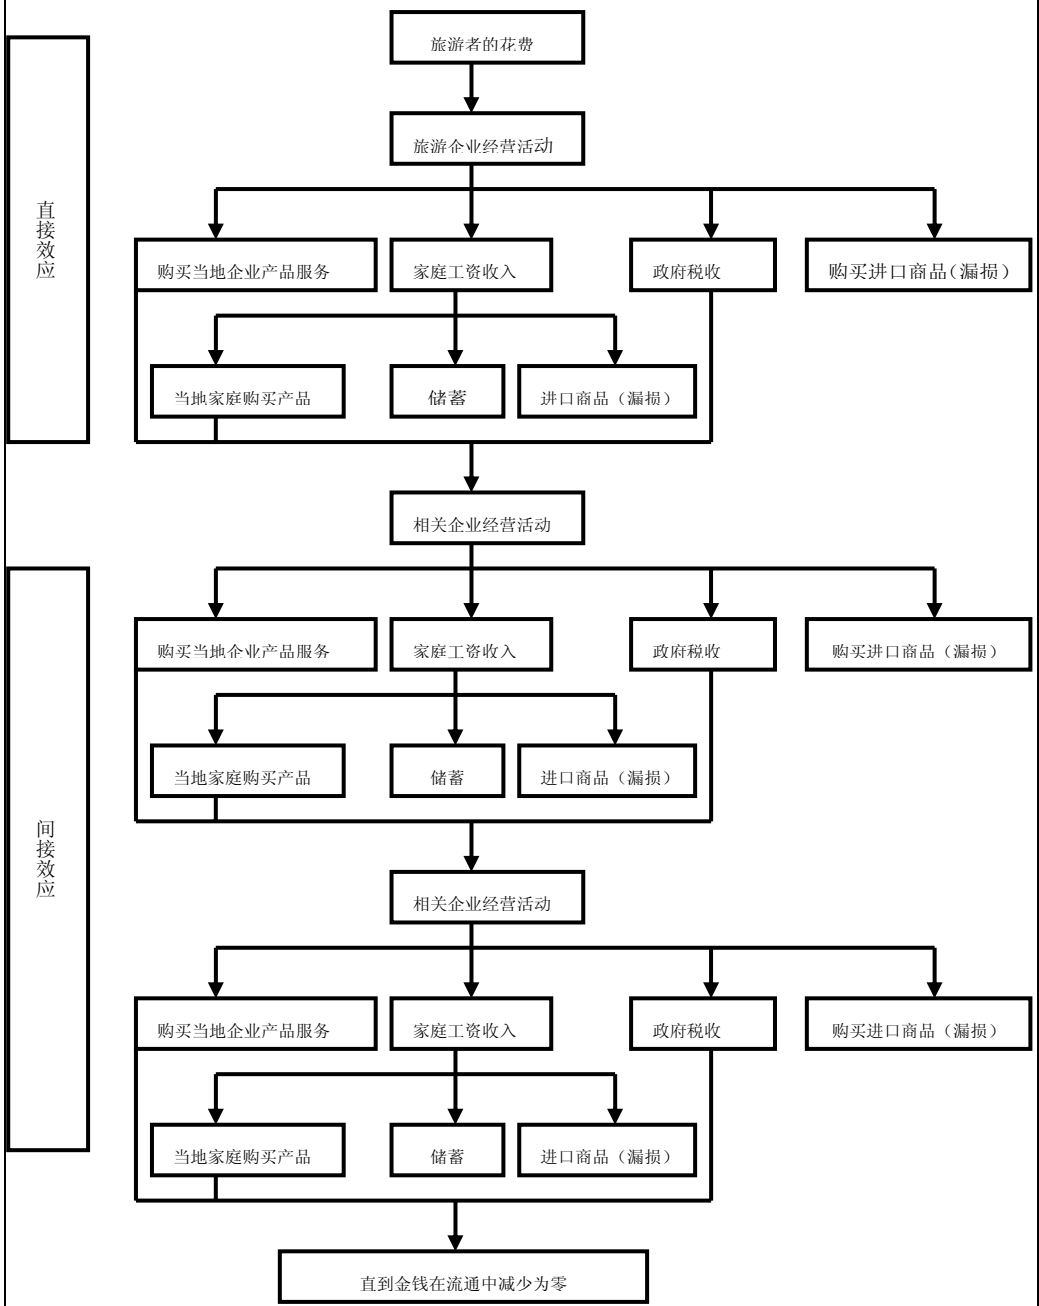 旅游者的花费
旅游企业经营活动
直接效应
购买当地企业产品服务
家庭工资收入
政府税收
购买进口商品(漏损)
当地家庭购买产品
储蓄
进口商品（漏损）
相关企业经营活动
购买当地企业产品服务
家庭工资收入
政府税收
购买进口商品（漏损）
当地家庭购买产品
储蓄
进口商品（漏损）
间接效应
相关企业经营活动
购买当地企业产品服务
家庭工资收入
政府税收
购买进口商品（漏损）
当地家庭购买产品
储蓄
进口商品（漏损）
直到金钱在流通中减少为零